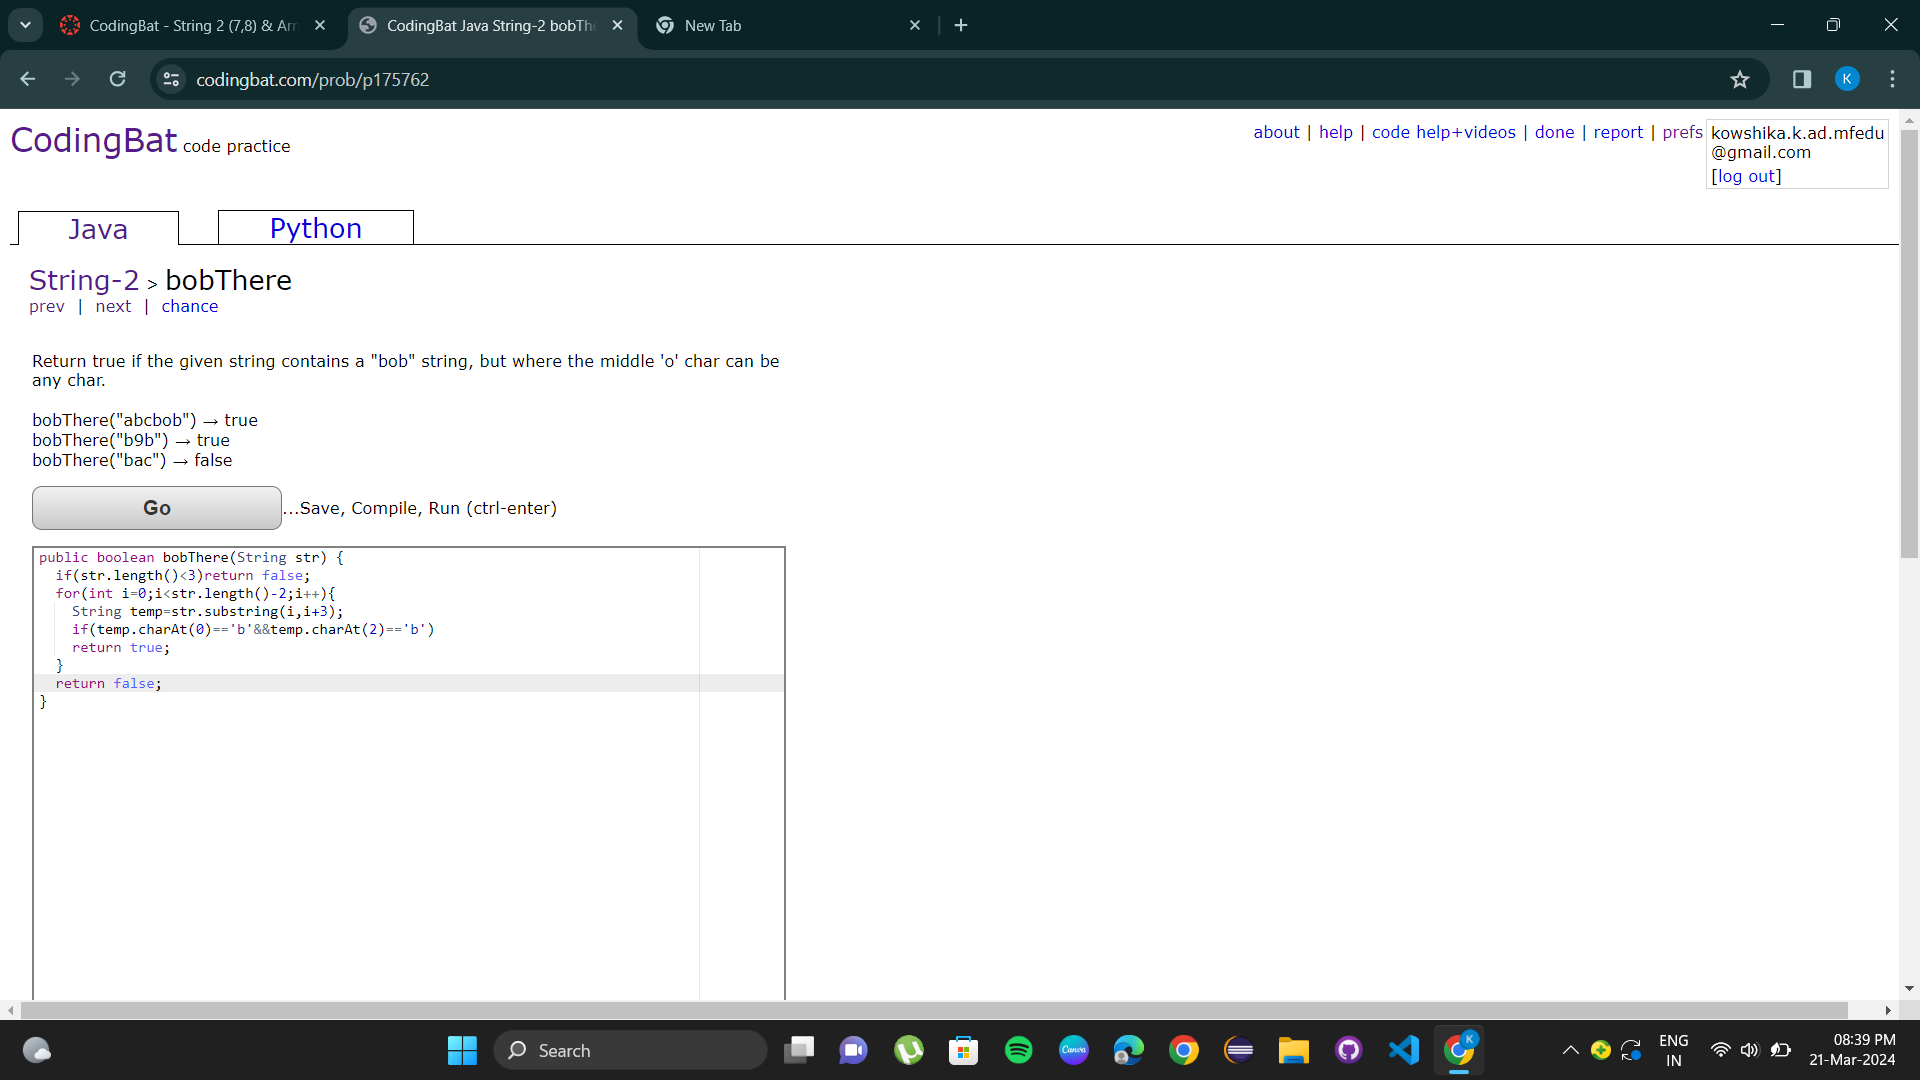 CodingBat - String 2 (7,8) & Arr
CodingBat Java String-2 bobThe
New Tab
codingbat.com/prob/p175762
CodingBat code practice
about | help | code help+videos | done | report | prefs
kowshika.k.ad.mfedu
@gmail.com
[log out]
Java
Python
String-2 > bobThere
prev | next | chance
Return true if the given string contains a "bob" string, but where the middle 'o' char can be
any char.
bobThere("abcbob") → true
bobThere("b9b") → true
bobThere("bac") → false
Go
...Save, Compile, Run (ctrl-enter)
public boolean bobThere(String str) {
  if(str.length()<3)return false;
  for(int i=0;i<str.length()-2;i++){
    String temp=str.substring(i,i+3);
    if(temp.charAt(0)=='b'&&temp.charAt(2)=='b')
    return true;
  }
  return false;
}
Search
Canva
K
K
ENG
IN
08:39 PM
21-Mar-2024